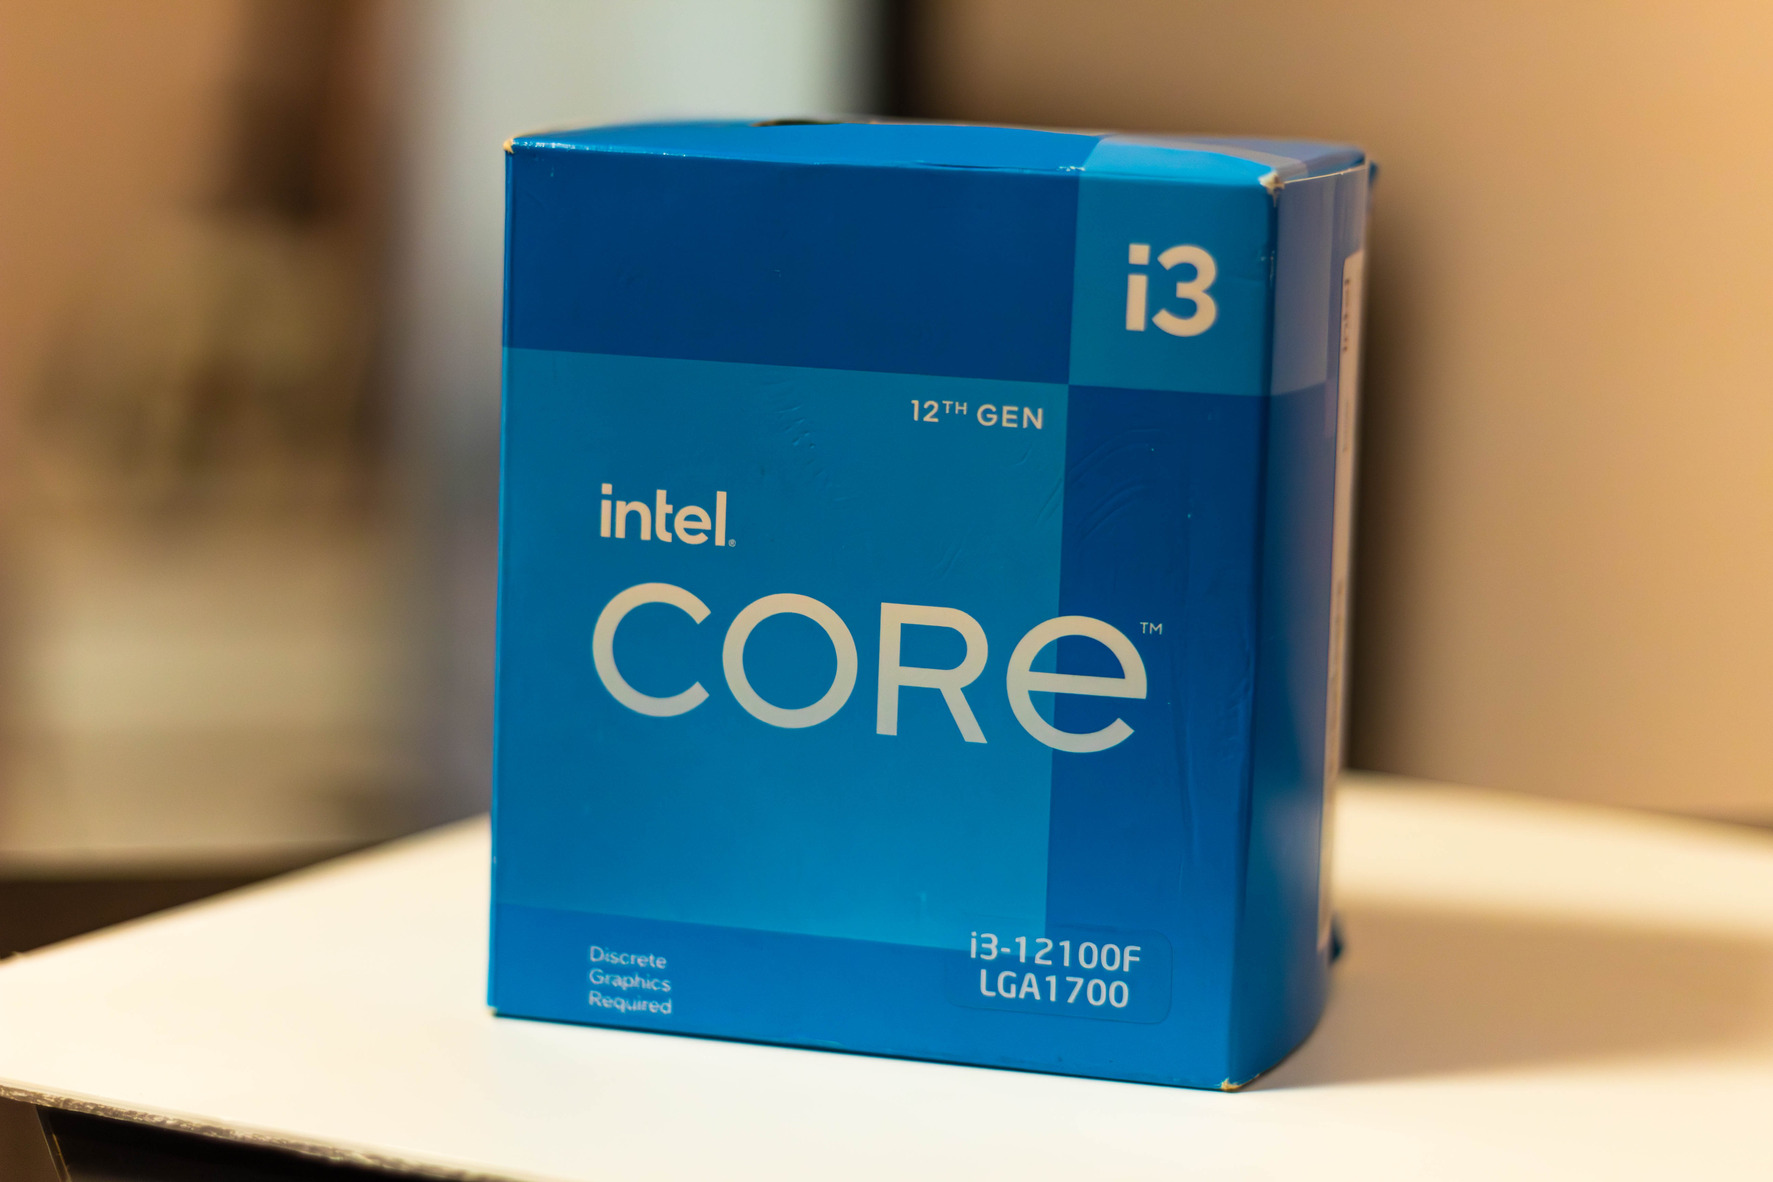 i3
12TH GEN
intel®
CORe™
Discrete
Graphics
Required
i3-12100F
LGA1700